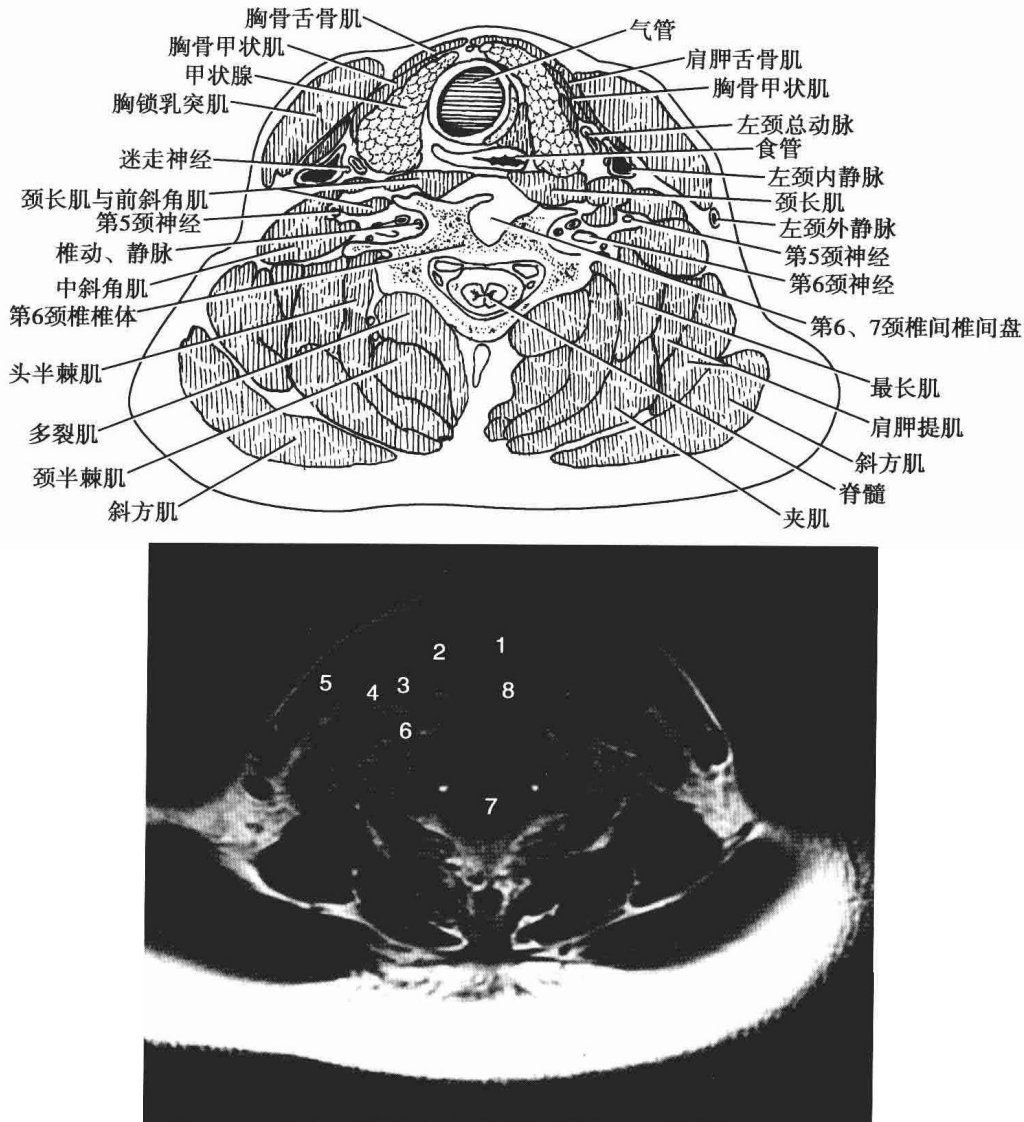 胸骨舌骨肌
胸骨甲状肌
甲状腺
胸锁乳突肌
迷走神经
颈长肌与前斜角肌
第5颈神经
椎动、静脉
中斜角肌
第6颈椎椎体
头半棘肌
多裂肌
颈半棘肌
斜方肌
气管
肩胛舌骨肌
胸骨甲状肌
左颈总动脉
食管
左颈内静脉
颈长肌
左颈外静脉
第5颈神经
第6颈神经
第6、7颈椎间椎间盘
最长肌
肩胛提肌
斜方肌
脊髓
夹肌
1
2
3
4
5
8
6
7